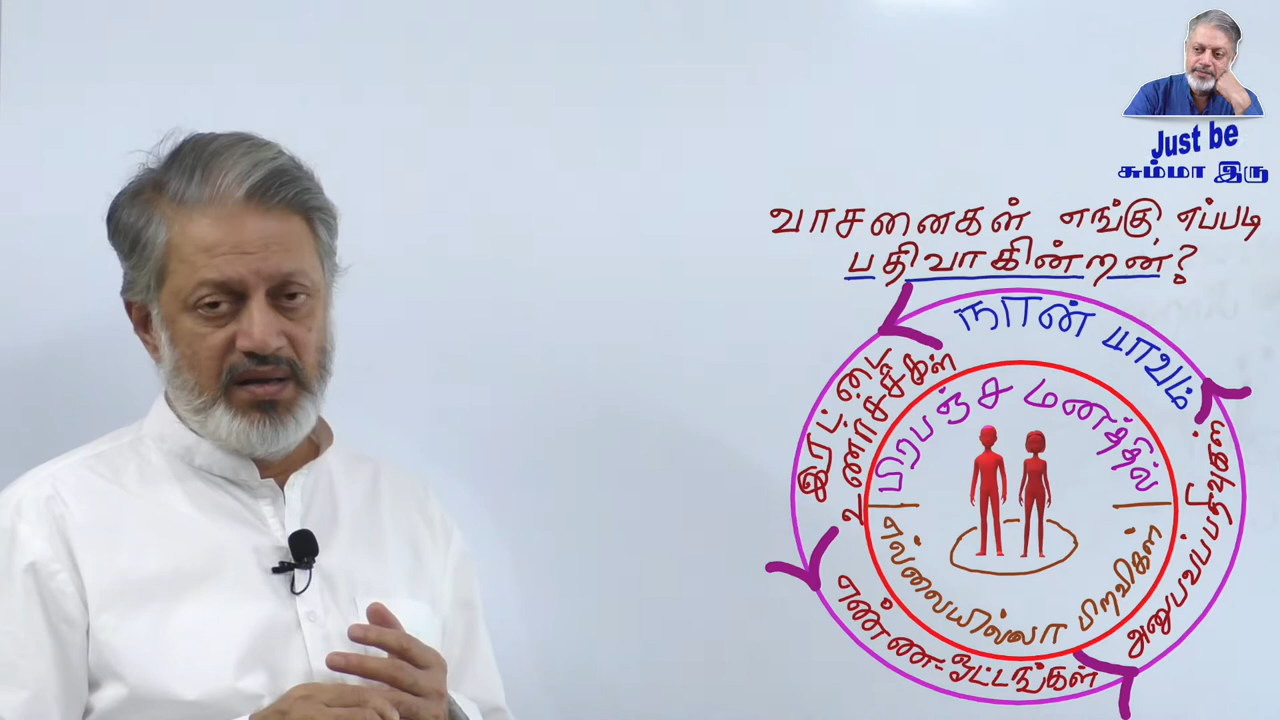 Just be
சும்மா இரு
வாசனைகள் எங்கு, எப்படி
பதிவாகின்றன?
நான் யாவும்
இரட்டை
உணர்ச்சிகள்
எண்ண-ஓட்டங்கள்
அனுபவப்பதிவுகள்
பிரபஞ்ச மனத்தில்
எல்லையில்லா பிறவிகள்